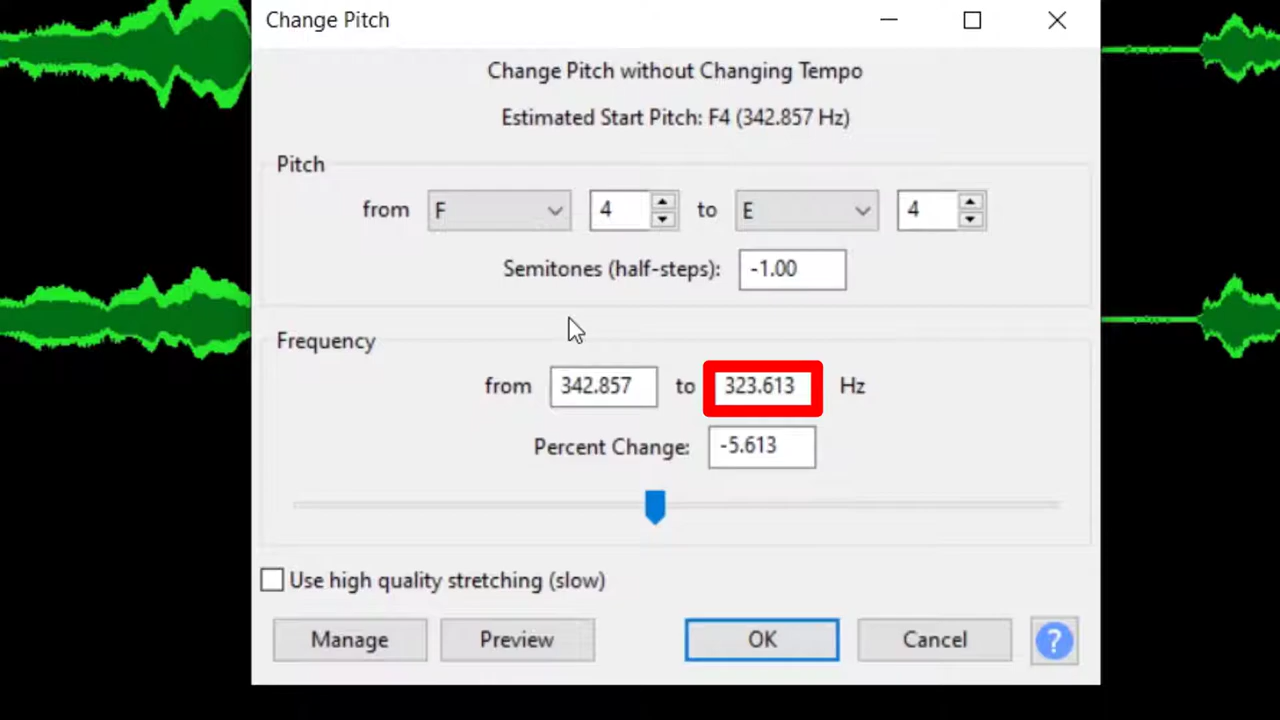 Change Pitch
Change Pitch without Changing Tempo
Estimated Start Pitch: F4 (342.857 Hz)
Pitch
from F 4 to E 4
Semitones (half-steps): -1.00
Frequency
from 342.857 to 323.613 Hz
Percent Change: -5.613
Use high quality stretching (slow)
Manage Preview OK Cancel ?